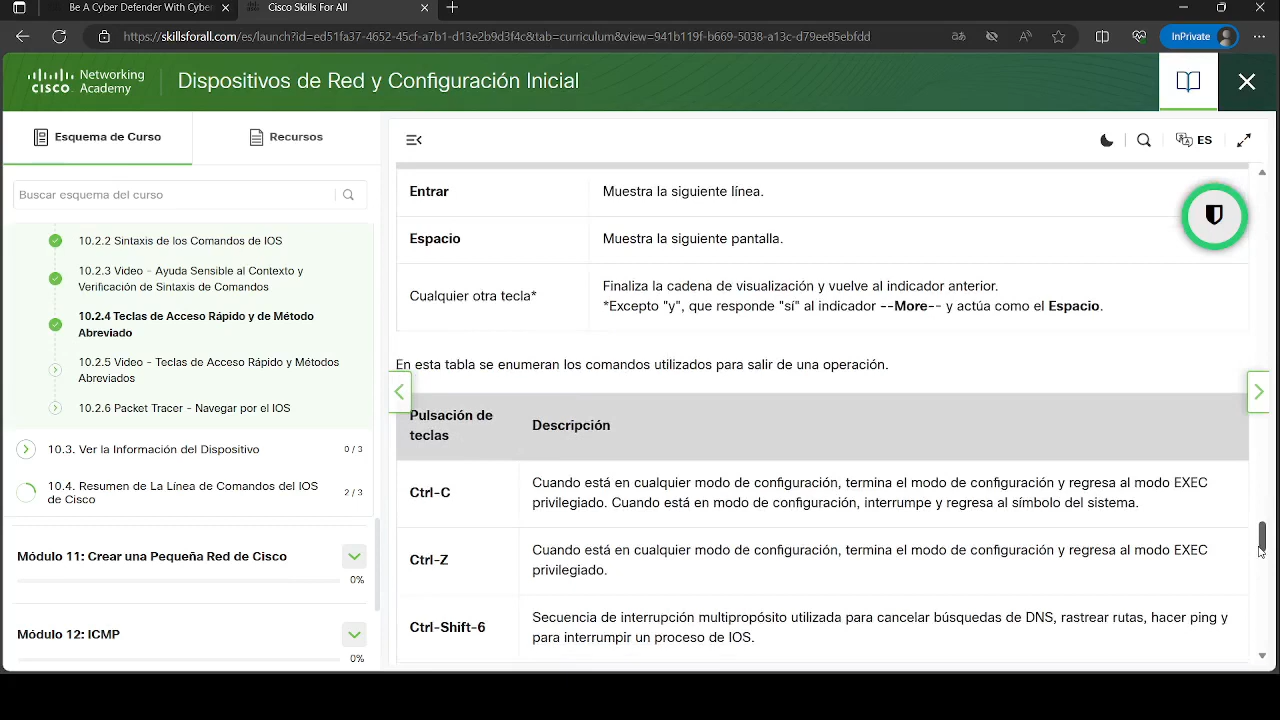 Be A Cyber Defender With Cyber
Cisco Skills For All
https://skillsforall.com/es/launch?id=ed51fa37-4652-45cf-a7b1-d13e2b9d3f4c&tab=curriculum&view=941b119f-b669-5038-a13c-d79ee85ebfdd
InPrivate
Networking
CISCO Academy
Dispositivos de Red y Configuración Inicial
Esquema de Curso
Recursos
ES
Buscar esquema del curso
10.2.2 Sintaxis de los Comandos de IOS
10.2.3 Video - Ayuda Sensible al Contexto y
Verificación de Sintaxis de Comandos
10.2.4 Teclas de Acceso Rápido y de Método
Abreviado
10.2.5 Video - Teclas de Acceso Rápido y Métodos
Abreviados
10.2.6 Packet Tracer - Navegar por el IOS
10.3. Ver la Información del Dispositivo
0 / 3
10.4. Resumen de La Línea de Comandos del IOS
de Cisco
2 / 3
Módulo 11: Crear una Pequeña Red de Cisco
0%
Módulo 12: ICMP
0%
Entrar
Muestra la siguiente línea.
Espacio
Muestra la siguiente pantalla.
Cualquier otra tecla*
Finaliza la cadena de visualización y vuelve al indicador anterior.
*Excepto "y", que responde "sí" al indicador --More-- y actúa como el Espacio.
En esta tabla se enumeran los comandos utilizados para salir de una operación.
Pulsación de
teclas
Descripción
Ctrl-C
Cuando está en cualquier modo de configuración, termina el modo de configuración y regresa al modo EXEC
privilegiado. Cuando está en modo de configuración, interrumpe y regresa al símbolo del sistema.
Ctrl-Z
Cuando está en cualquier modo de configuración, termina el modo de configuración y regresa al modo EXEC
privilegiado.
Ctrl-Shift-6
Secuencia de interrupción multipropósito utilizada para cancelar búsquedas de DNS, rastrear rutas, hacer ping y
para interrumpir un proceso de IOS.